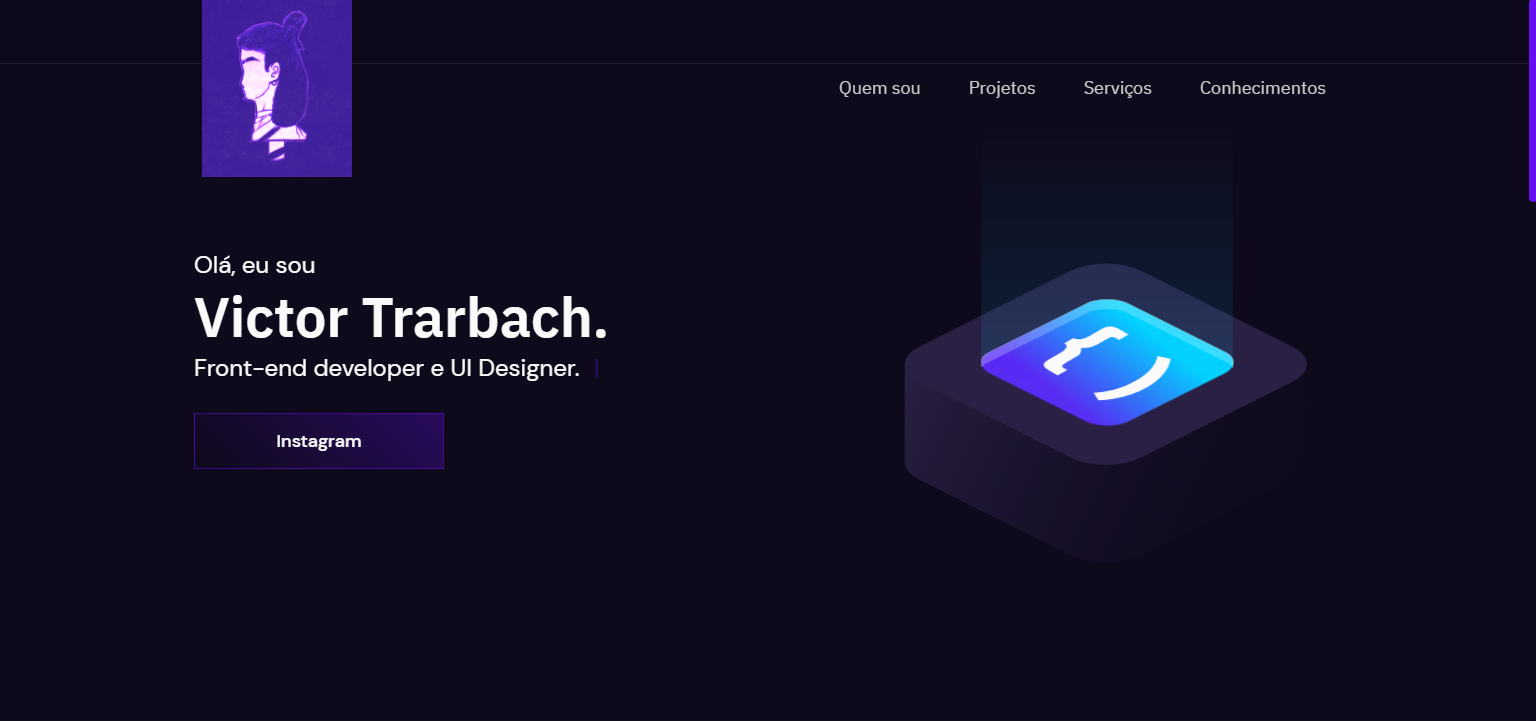 Quem sou Projetos Serviços Conhecimentos
Olá, eu sou
Victor Trarbach.
Front-end developer e UI Designer. |
Instagram
{ )